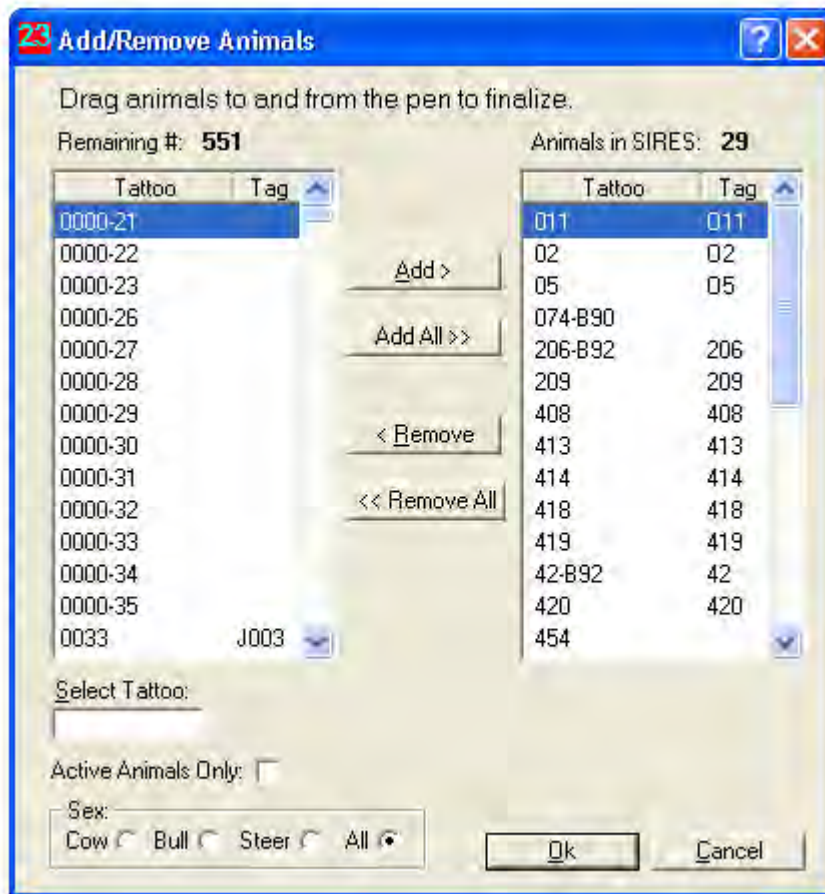 23 Add/Remove Animals
Drag animals to and from the pen to finalize.
Remaining #: 551
Tattoo Tag
0000-21
0000-22
0000-23
0000-26
0000-27
0000-28
0000-29
0000-30
0000-31
0000-32
0000-33
0000-34
0000-35
0033 J003
Add >
Add All >>
< Remove
<< Remove All
Animals in SIRES: 29
Tattoo Tag
011 011
02 02
05 05
074-B90
206-B92 206
209 209
408 408
413 413
414 414
418 418
419 419
42-B92 42
420 420
454
Select Tattoo:
Active Animals Only:
Sex:
Cow Bull Steer All
Ok Cancel